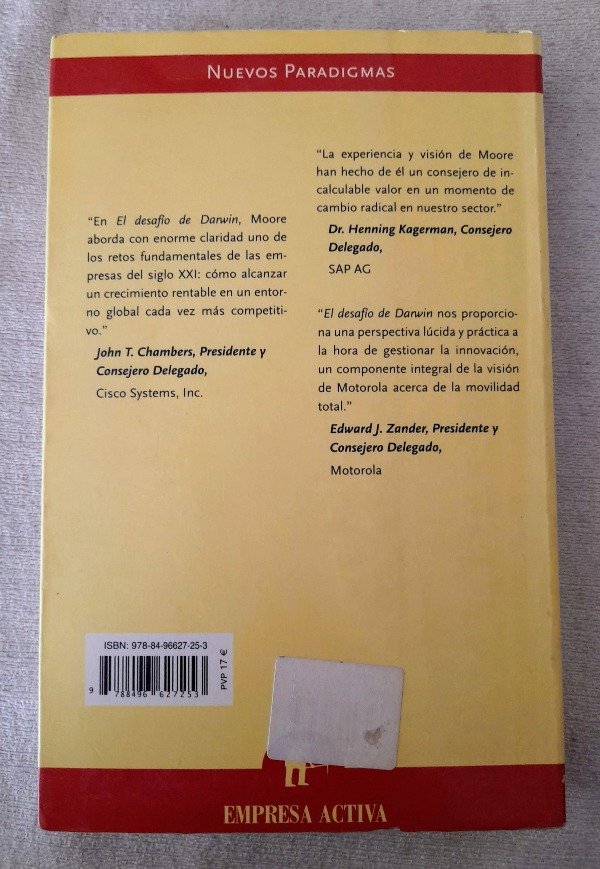 NUEVOS PARADIGMAS
“En El desafío de Darwin, Moore
aborda con enorme claridad uno de
los retos fundamentales de las em-
presas del siglo XXI: cómo alcanzar
un crecimiento rentable en un entor-
no global cada vez más competiti-
vo.”
John T. Chambers, Presidente y
Consejero Delegado,
Cisco Systems, Inc.
“La experiencia y visión de Moore
han hecho de él un consejero de in-
calculable valor en un momento de
cambio radical en nuestro sector.”
Dr. Henning Kagerman, Consejero
Delegado,
SAP AG
“El desafío de Darwin nos proporcio-
na una perspectiva lúcida y práctica a
la hora de gestionar la innovación,
un componente integral de la visión
de Motorola acerca de la movilidad
total.”
Edward J. Zander, Presidente y
Consejero Delegado,
Motorola
ISBN: 978-84-96627-25-3
9 788496 627253
PVP 17 €
EMPRESA ACTIVA